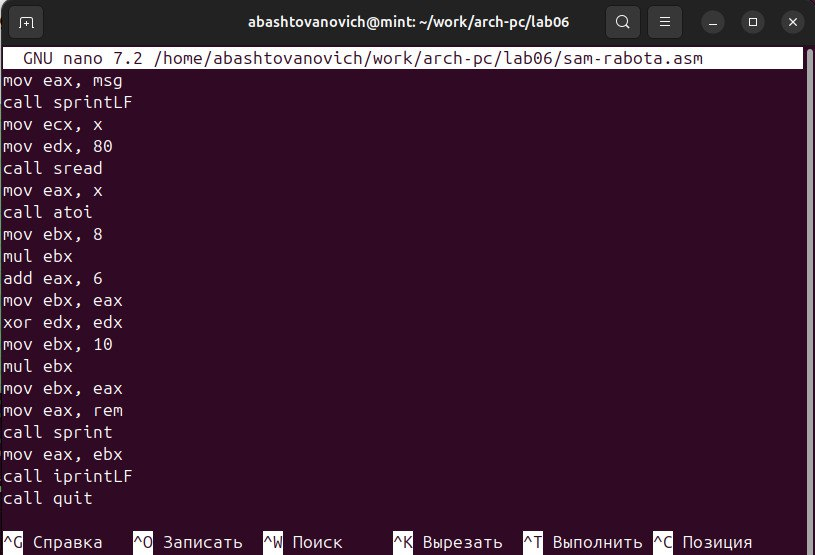 abashtovanovich@mint: ~/work/arch-pc/lab06
GNU nano 7.2 /home/abashtovanovich/work/arch-pc/lab06/sam-rabota.asm
mov eax, msg
call sprintLF
mov ecx, x
mov edx, 80
call sread
mov eax, x
call atoi
mov ebx, 8
mul ebx
add eax, 6
mov ebx, eax
xor edx, edx
mov ebx, 10
mul ebx
mov ebx, eax
mov eax, rem
call sprint
mov eax, ebx
call iprintLF
call quit
^G Справка ^O Записать ^W Поиск ^K Вырезать ^T Выполнить ^C Позиция